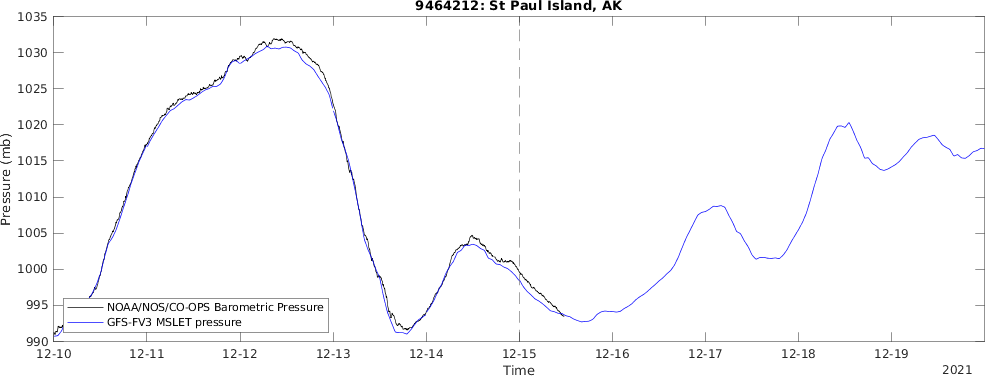 9464212: St Paul Island, AK
Pressure (mb)
1035
1030
1025
1020
1015
1010
1005
1000
995
990
NOAA/NOS/CO-OPS Barometric Pressure
GFS-FV3 MSLET pressure
12-10 12-11 12-12 12-13 12-14 12-15 12-16 12-17 12-18 12-19
Time
2021